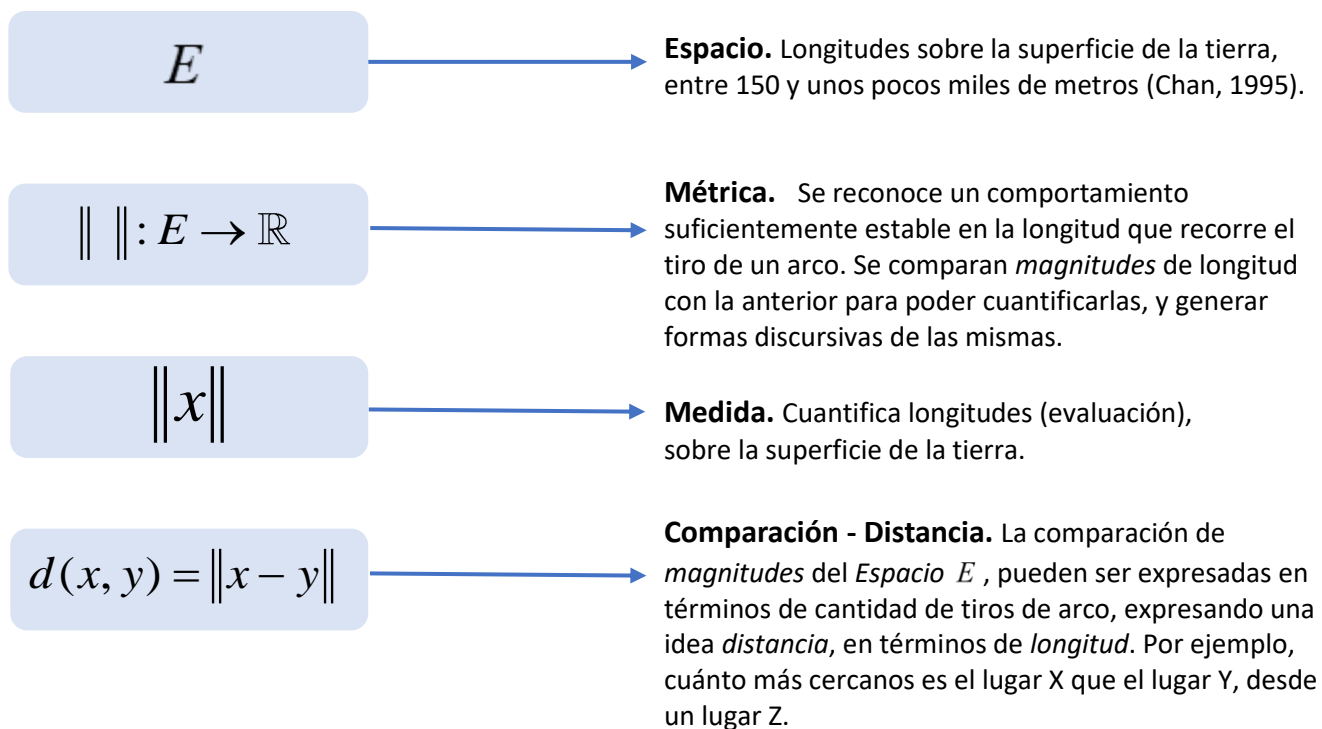 E
Espacio. Longitudes sobre la superficie de la tierra,
entre 150 y unos pocos miles de metros (Chan, 1995).
‖ ‖: E → ℝ
Métrica. Se reconoce un comportamiento
suficientemente estable en la longitud que recorre el
tiro de un arco. Se comparan magnitudes de longitud
con la anterior para poder cuantificarlas, y generar
formas discursivas de las mismas.
‖x‖
Medida. Cuantifica longitudes (evaluación),
sobre la superficie de la tierra.
d(x, y) = ‖x − y‖
Comparación - Distancia. La comparación de
magnitudes del Espacio E , pueden ser expresadas en
términos de cantidad de tiros de arco, expresando una
idea distancia, en términos de longitud. Por ejemplo,
cuánto más cercanos es el lugar X que el lugar Y, desde
un lugar Z.